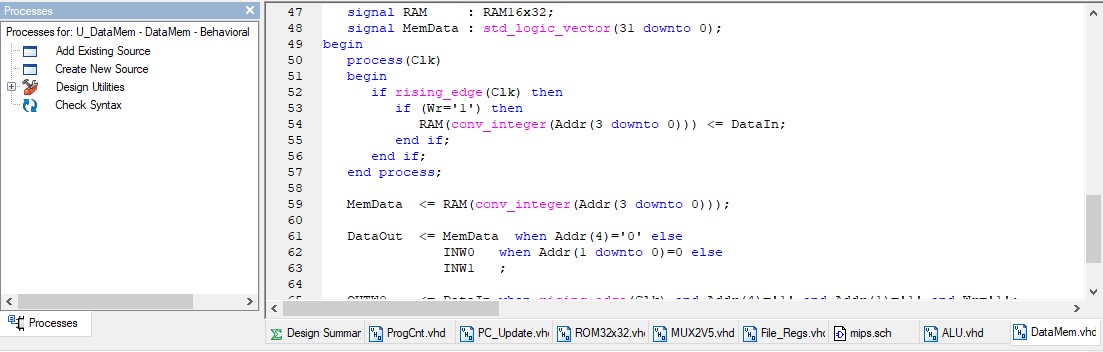 Processes
Processes for: U_DataMem - DataMem - Behavioral
Add Existing Source
Create New Source
Design Utilities
Check Syntax
Processes
47 signal RAM : RAM16x32;
48 signal MemData : std_logic_vector(31 downto 0);
49 begin
50 process(Clk)
51 begin
52 if rising_edge(Clk) then
53 if (Wr='1') then
54 RAM(conv_integer(Addr(3 downto 0))) <= DataIn;
55 end if;
56 end if;
57 end process;
58
59 MemData <= RAM(conv_integer(Addr(3 downto 0)));
60
61 DataOut <= MemData when Addr(4)='0' else
62 INW0 when Addr(1 downto 0)=0 else
63 INW1 ;
64
Design Summar ProgCnt.vhd PC_Update.vh ROM32x32.vh MUX2V5.vhd File_Regs.vhc mips.sch ALU.vhd DataMem.vhd